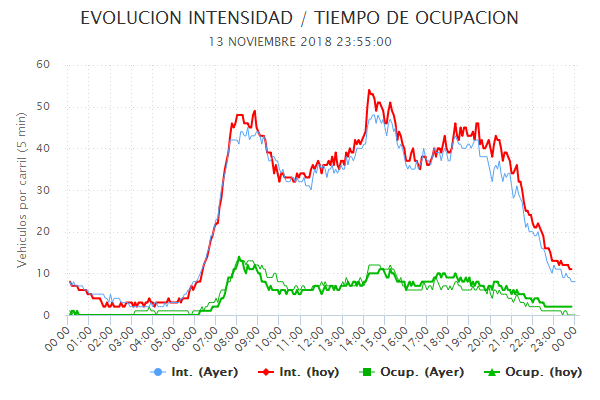 EVOLUCION INTENSIDAD / TIEMPO DE OCUPACION
13 NOVIEMBRE 2018 23:55:00
Vehiculos por carril (5 min)
60
50
40
30
20
10
0
00:00 01:00 02:00 03:00 04:00 05:00 06:00 07:00 08:00 09:00 10:00 11:00 12:00 13:00 14:00 15:00 16:00 17:00 18:00 19:00 20:00 21:00 22:00 23:00 00:00
Int. (Ayer) Int. (hoy) Ocup. (Ayer) Ocup. (hoy)